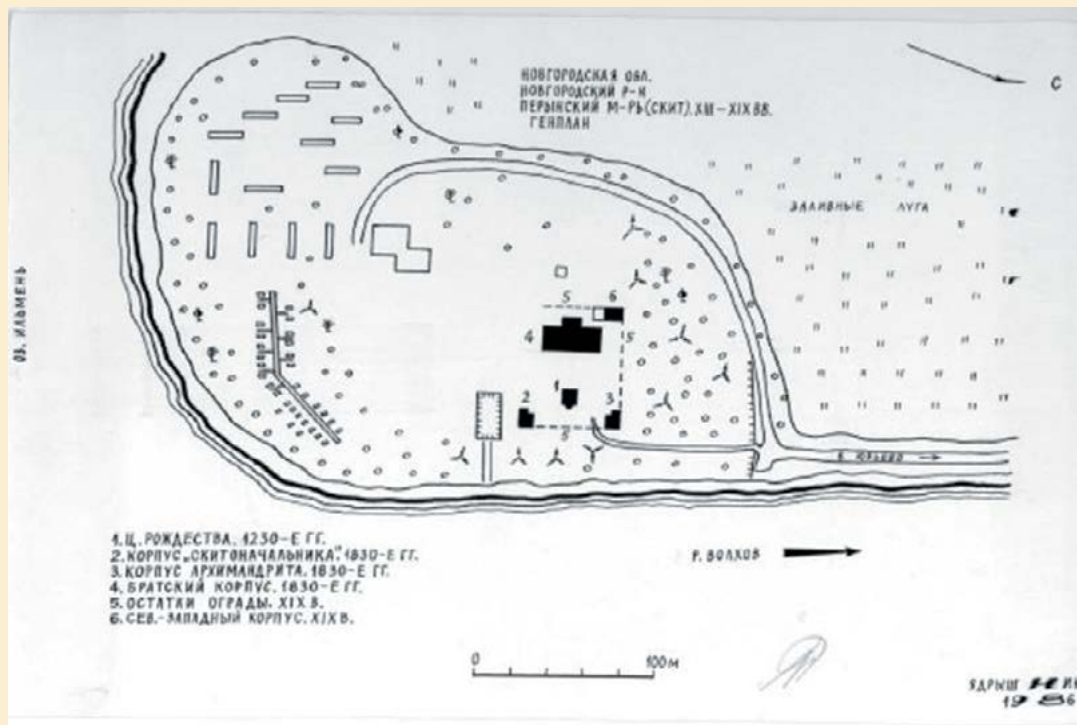 НОВГОРОДСКАЯ ОБЛ.
НОВГОРОДСКИЙ Р-Н
ПЕРЫНСКИЙ М-РЬ(СКИТ). XIII–XIX ВВ.
ГЕНПЛАН
С
ЗАЛИВНЫЕ ЛУГА
ОЗ. ИЛЬМЕНЬ
5
6
4
5
1
2
3
5
В ЮРЬЕВО
1. Ц. РОЖДЕСТВА. 1230-Е ГГ.
2. КОРПУС „СКИТОНАЧАЛЬНИКА". 1830-Е ГГ.
3. КОРПУС АРХИМАНДРИТА. 1830-Е ГГ.
4. БРАТСКИЙ КОРПУС. 1830-Е ГГ.
5. ОСТАТКИ ОГРАДЫ. XIX В.
6. СЕВ.-ЗАПАДНЫЙ КОРПУС. XIX В.
Р. ВОЛХОВ
0 100 М